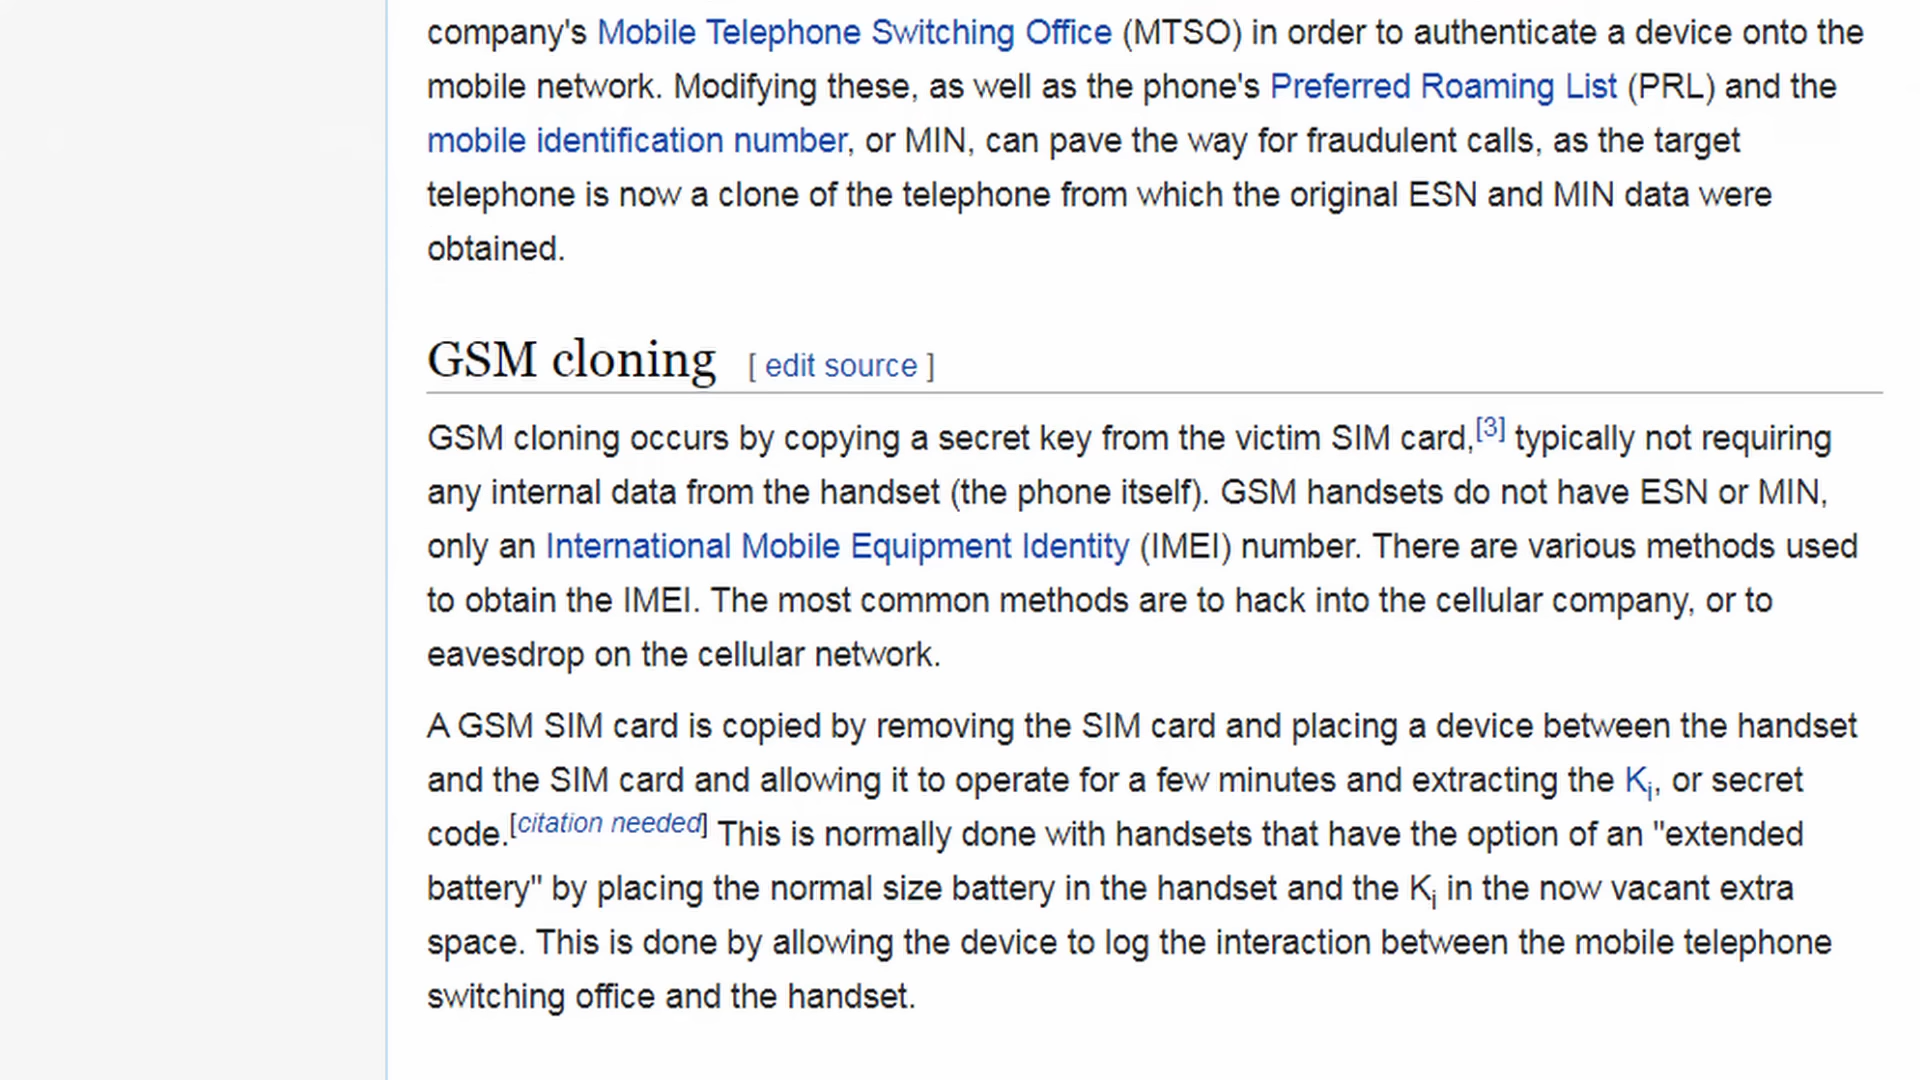 company's Mobile Telephone Switching Office (MTSO) in order to authenticate a device onto the
mobile network. Modifying these, as well as the phone's Preferred Roaming List (PRL) and the
mobile identification number, or MIN, can pave the way for fraudulent calls, as the target
telephone is now a clone of the telephone from which the original ESN and MIN data were
obtained.
GSM cloning [ edit source ]
GSM cloning occurs by copying a secret key from the victim SIM card,[3] typically not requiring
any internal data from the handset (the phone itself). GSM handsets do not have ESN or MIN,
only an International Mobile Equipment Identity (IMEI) number. There are various methods used
to obtain the IMEI. The most common methods are to hack into the cellular company, or to
eavesdrop on the cellular network.
A GSM SIM card is copied by removing the SIM card and placing a device between the handset
and the SIM card and allowing it to operate for a few minutes and extracting the Ki, or secret
code.[citation needed] This is normally done with handsets that have the option of an "extended
battery" by placing the normal size battery in the handset and the Ki in the now vacant extra
space. This is done by allowing the device to log the interaction between the mobile telephone
switching office and the handset.